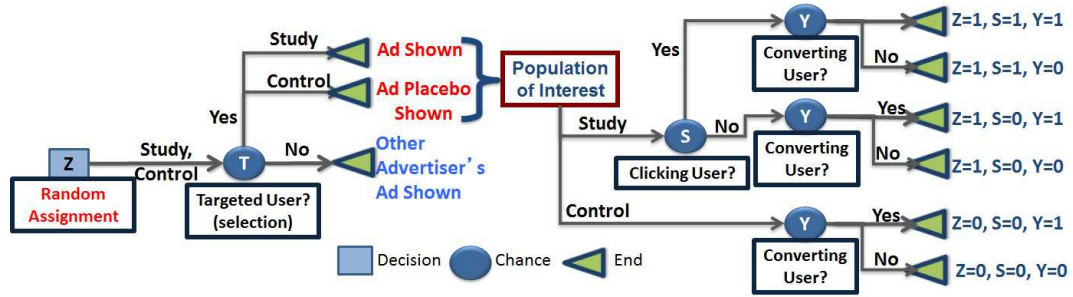 Z
Random
Assignment
Study,
Control
T
Targeted User?
(selection)
Yes
No
Study
Control
Ad Shown
Ad Placebo
Shown
Other
Advertiser's
Ad Shown
Population
of Interest
Study
Control
S
Clicking User?
Yes
No
Y
Converting
User?
No
Z=1, S=1, Y=1
Z=1, S=1, Y=0
Y
Converting
User?
Yes
No
Z=1, S=0, Y=1
Z=1, S=0, Y=0
Y
Converting
User?
Yes
No
Z=0, S=0, Y=1
Z=0, S=0, Y=0
Decision
Chance
End